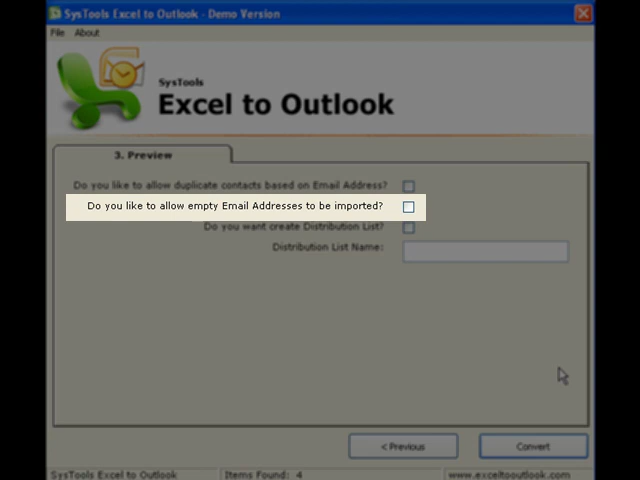 SysTools Excel to Outlook - Demo Version
File About
SysTools
Excel to Outlook
3. Preview
Do you like to allow duplicate contacts based on Email Address?
Do you like to allow empty Email Addresses to be imported?
Do you want create Distribution List?
Distribution List Name:
< Previous Convert
SysTools Excel to Outlook Items Found: 4 www.exceltooutlook.com